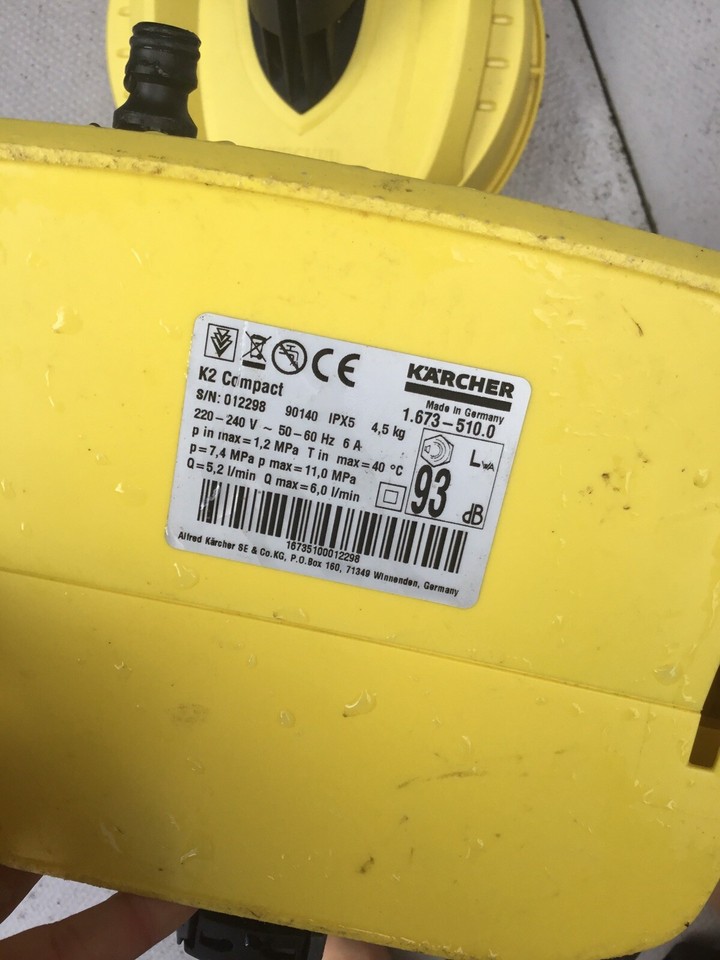 K2 Compact
KÄRCHER
S/N: 012298 90140 IPX5 4,5 kg
Made in Germany
1.673-510.0
220-240 V ~ 50-60 Hz 6 A
p in max=1,2 MPa T in max=40 °C
p=7,4 MPa p max=11,0 MPa
Q=5,2 l/min Q max=6,0 l/min
LWA
93
dB
16735100012298
Alfred Kärcher SE & Co.KG, P.O.Box 160, 71349 Winnenden, Germany